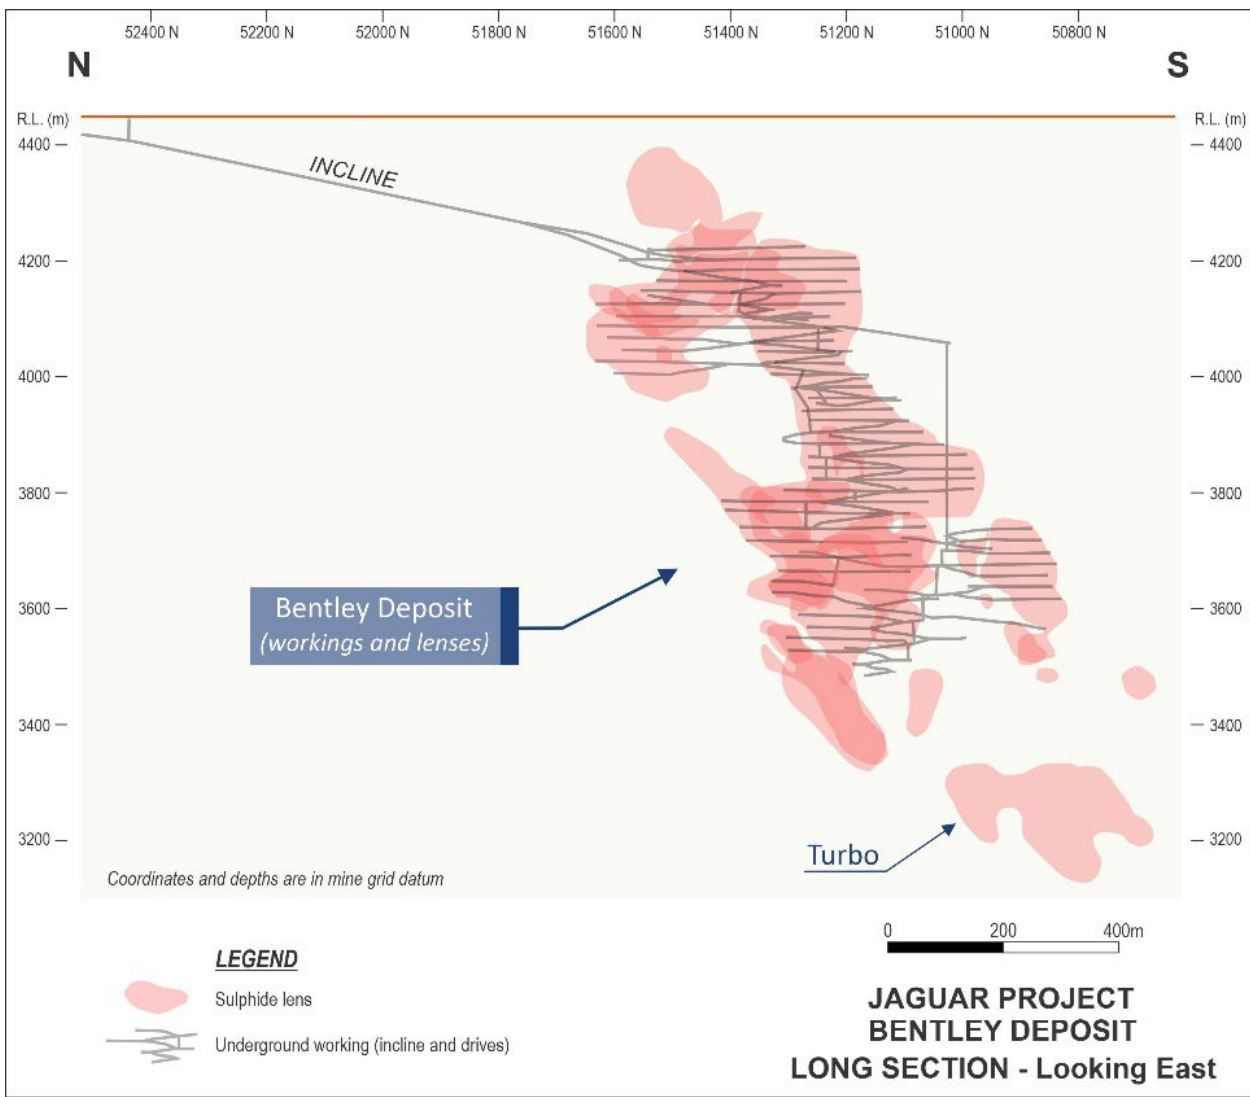 52400 N 52200 N 52000 N 51800 N 51600 N 51400 N 51200 N 51000 N 50800 N
N S
R.L. (m) R.L. (m)
4400 4400
INCLINE
4200 4200
4000 4000
3800 3800
3600 3600
Bentley Deposit
(workings and lenses)
3400 3400
3200 3200
Turbo
Coordinates and depths are in mine grid datum
0 200 400m
LEGEND
Sulphide lens
Underground working (incline and drives)
JAGUAR PROJECT
BENTLEY DEPOSIT
LONG SECTION - Looking East